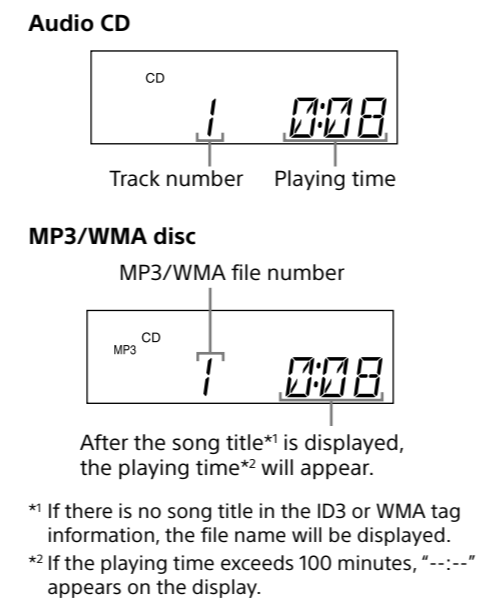 Audio CD
CD
1 0:08
Track number Playing time
MP3/WMA disc
MP3/WMA file number
CD
MP3
1 0:08
After the song title*1 is displayed,
the playing time*2 will appear.
*1 If there is no song title in the ID3 or WMA tag
information, the file name will be displayed.
*2 If the playing time exceeds 100 minutes, “--:--”
appears on the display.